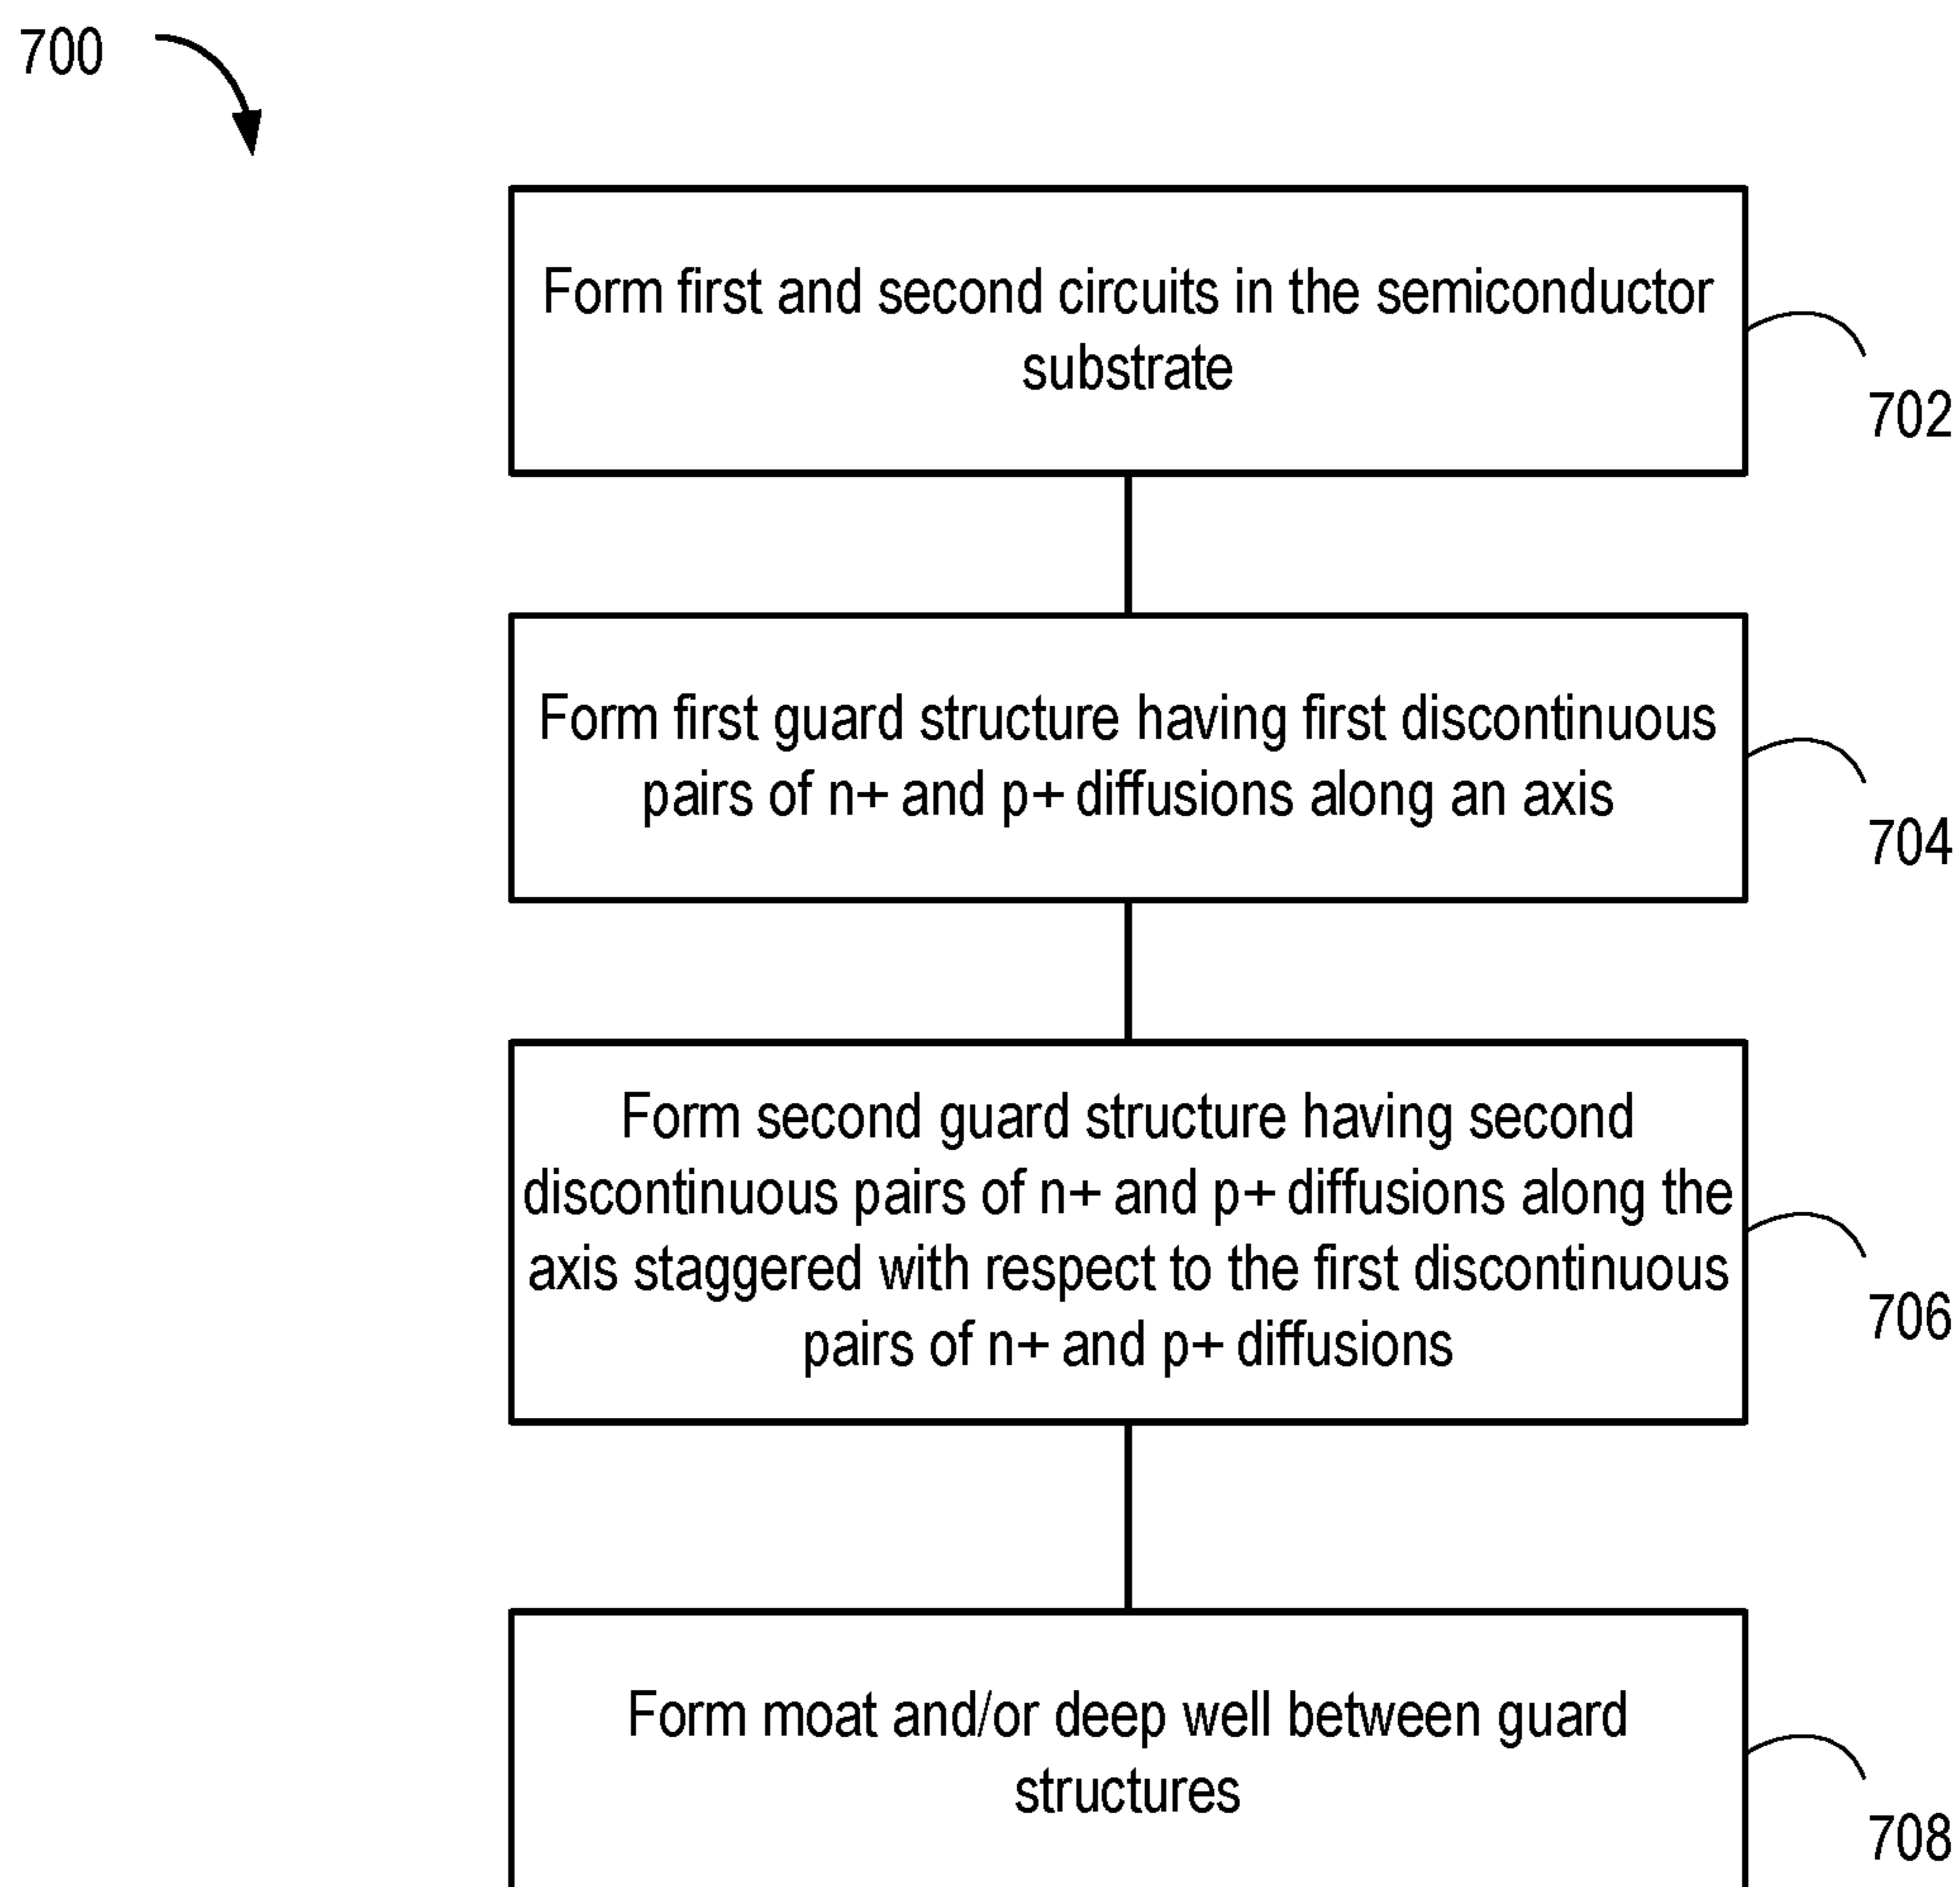 700
Form first and second circuits in the semiconductor
substrate
702
Form first guard structure having first discontinuous
pairs of n+ and p+ diffusions along an axis
704
Form second guard structure having second
discontinuous pairs of n+ and p+ diffusions along the
axis staggered with respect to the first discontinuous
pairs of n+ and p+ diffusions
706
Form moat and/or deep well between guard
structures
708